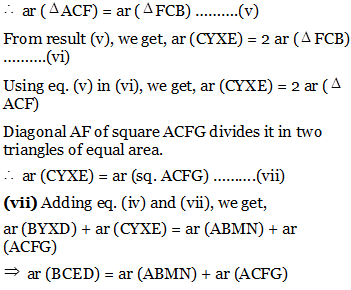 ∴ ar (ΔACF) = ar (ΔFCB) ..........(v)
From result (v), we get, ar (CYXE) = 2 ar (ΔFCB)
..........(vi)
Using eq. (v) in (vi), we get, ar (CYXE) = 2 ar (Δ
ACF)
Diagonal AF of square ACFG divides it in two
triangles of equal area.
∴ ar (CYXE) = ar (sq. ACFG) ..........(vii)
(vii) Adding eq. (iv) and (vii), we get,
ar (BYXD) + ar (CYXE) = ar (ABMN) + ar
(ACFG)
⇒ ar (BCED) = ar (ABMN) + ar (ACFG)